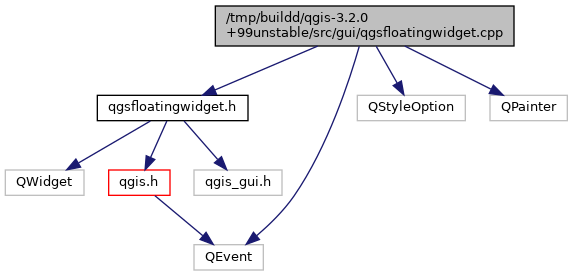 /tmp/buildd/qgis-3.2.0
+99unstable/src/gui/qgsfloatingwidget.cpp
qgsfloatingwidget.h
QStyleOption
QPainter
QWidget
qgis.h
qgis_gui.h
QEvent